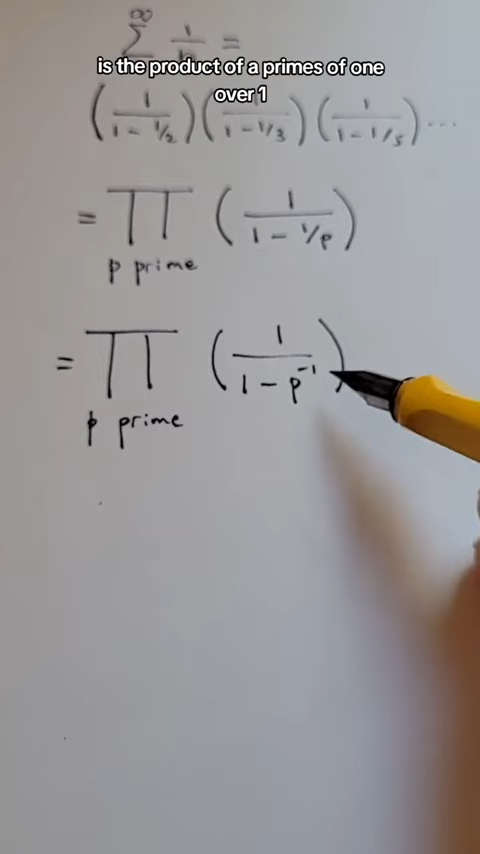 ∞
∑ 1/n =
is the product of a primes of one
over 1
(1/(1 - 1/2)) (1/(1 - 1/3)) (1/(1 - 1/5)) ...
= ∏ (1/(1 - 1/p))
p prime
= ∏ (1/(1 - p⁻¹))
p prime